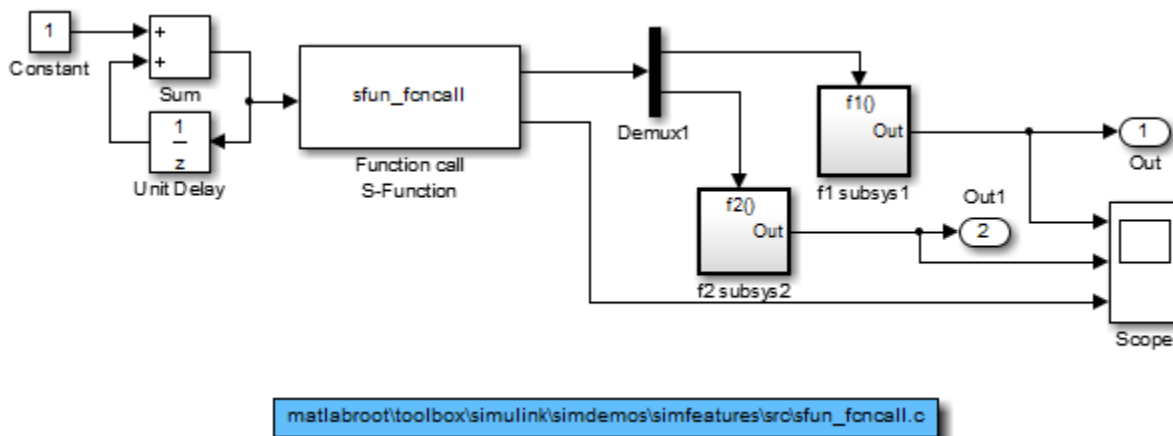 1
Constant
+
+
Sum
1
z
Unit Delay
sfun_fcncall
Function call
S-Function
Demux1
f1()
Out
f1 subsys1
1
Out
f2()
Out
f2 subsys2
Out1
2
Scope
matlabroot\toolbox\simulink\simdemos\simfeatures\src\sfun_fcncall.c